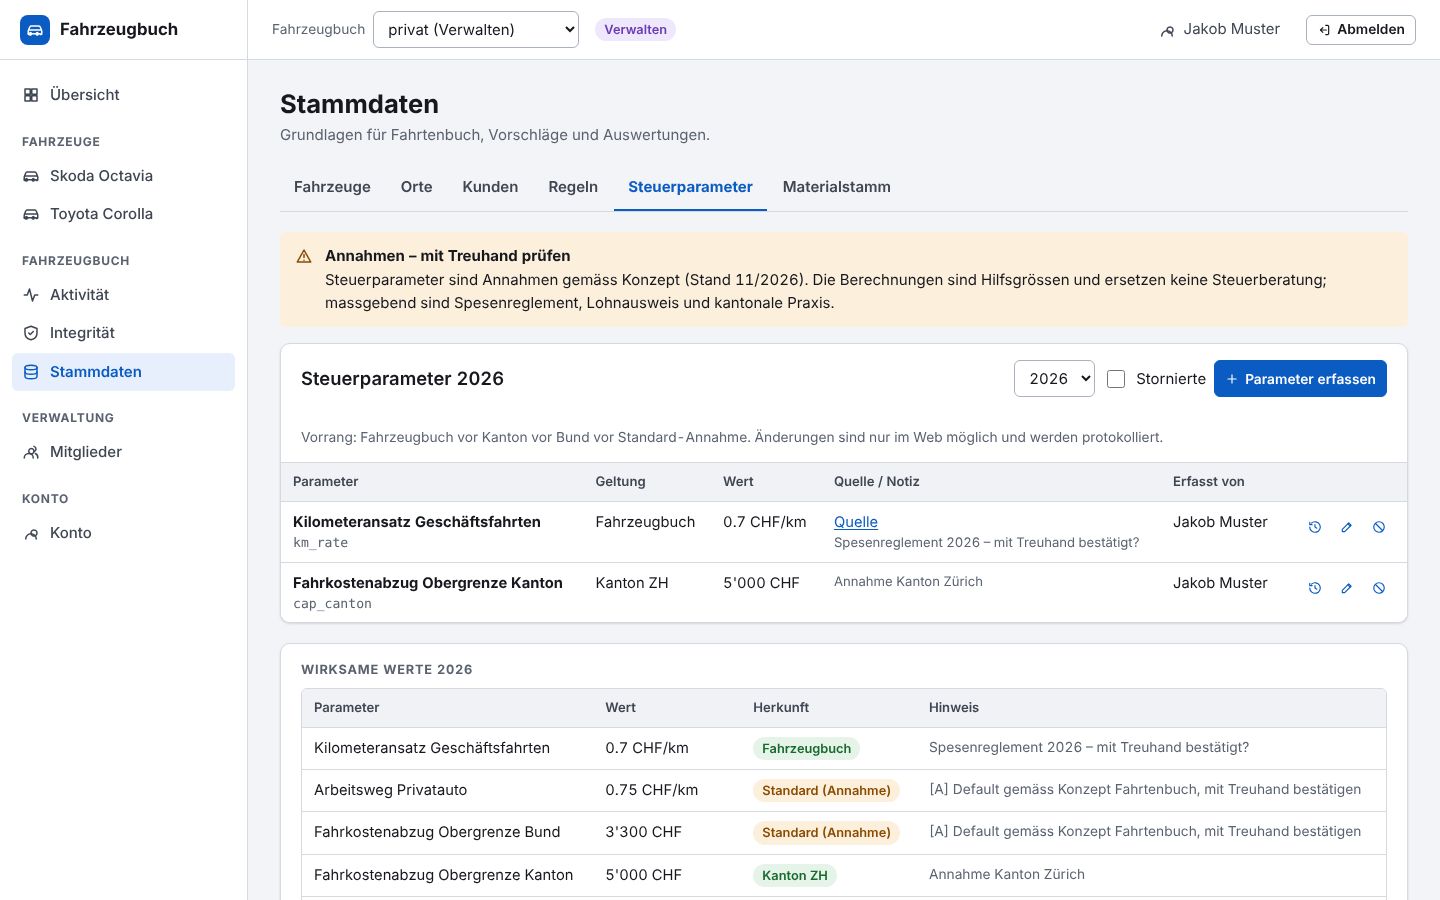 Fahrzeugbuch
Fahrzeugbuch privat (Verwalten) Verwalten
Jakob Muster Abmelden
Übersicht
FAHRZEUGE
Skoda Octavia
Toyota Corolla
FAHRZEUGBUCH
Aktivität
Integrität
Stammdaten
VERWALTUNG
Mitglieder
KONTO
Konto
Stammdaten
Grundlagen für Fahrtenbuch, Vorschläge und Auswertungen.
Fahrzeuge Orte Kunden Regeln Steuerparameter Materialstamm
Annahmen – mit Treuhand prüfen
Steuerparameter sind Annahmen gemäss Konzept (Stand 11/2026). Die Berechnungen sind Hilfsgrössen und ersetzen keine Steuerberatung;
massgebend sind Spesenreglement, Lohnausweis und kantonale Praxis.
Steuerparameter 2026
2026 Stornierte + Parameter erfassen
Vorrang: Fahrzeugbuch vor Kanton vor Bund vor Standard-Annahme. Änderungen sind nur im Web möglich und werden protokolliert.
Parameter Geltung Wert Quelle / Notiz Erfasst von
Kilometeransatz Geschäftsfahrten Fahrzeugbuch 0.7 CHF/km Quelle Jakob Muster
km_rate Spesenreglement 2026 – mit Treuhand bestätigt?
Fahrkostenabzug Obergrenze Kanton Kanton ZH 5'000 CHF Annahme Kanton Zürich Jakob Muster
cap_canton
WIRKSAME WERTE 2026
Parameter Wert Herkunft Hinweis
Kilometeransatz Geschäftsfahrten 0.7 CHF/km Fahrzeugbuch Spesenreglement 2026 – mit Treuhand bestätigt?
Arbeitsweg Privatauto 0.75 CHF/km Standard (Annahme) [A] Default gemäss Konzept Fahrtenbuch, mit Treuhand bestätigen
Fahrkostenabzug Obergrenze Bund 3'300 CHF Standard (Annahme) [A] Default gemäss Konzept Fahrtenbuch, mit Treuhand bestätigen
Fahrkostenabzug Obergrenze Kanton 5'000 CHF Kanton ZH Annahme Kanton Zürich